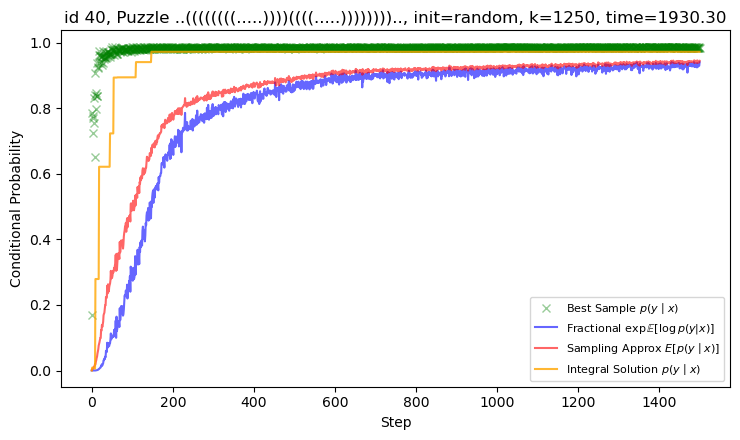 id 40, Puzzle ..((((((((.....))))((((.....)))))))).., init=random, k=1250, time=1930.30
1.0
0.8
0.6
0.4
0.2
0.0
Conditional Probability
0 200 400 600 800 1000 1200 1400
Step
Best Sample p(y | x)
Fractional exp𝔼[log p(y|x)]
Sampling Approx E[p(y | x)]
Integral Solution p(y | x)